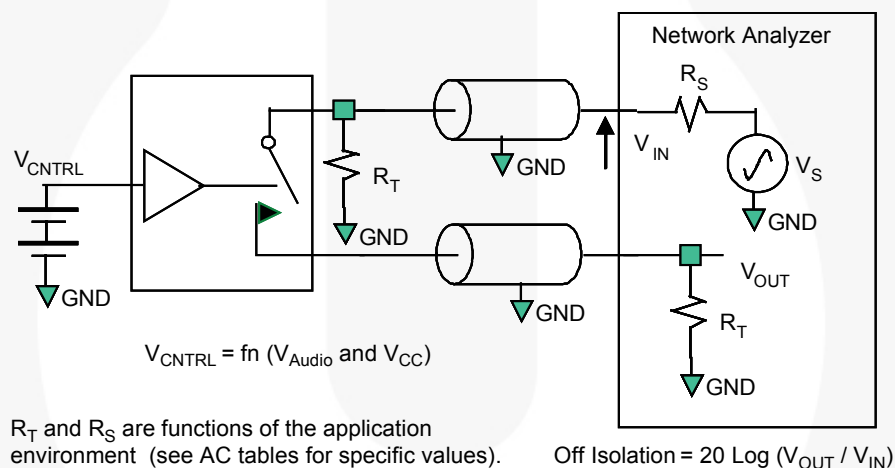 Network Analyzer
R_S
V_IN
V_S
GND
V_CNTRL
R_T
GND
GND
GND
GND
V_OUT
R_T
GND
V_CNTRL = fn (V_Audio and V_CC)
R_T and R_S are functions of the application
environment (see AC tables for specific values).
Off Isolation = 20 Log (V_OUT / V_IN)